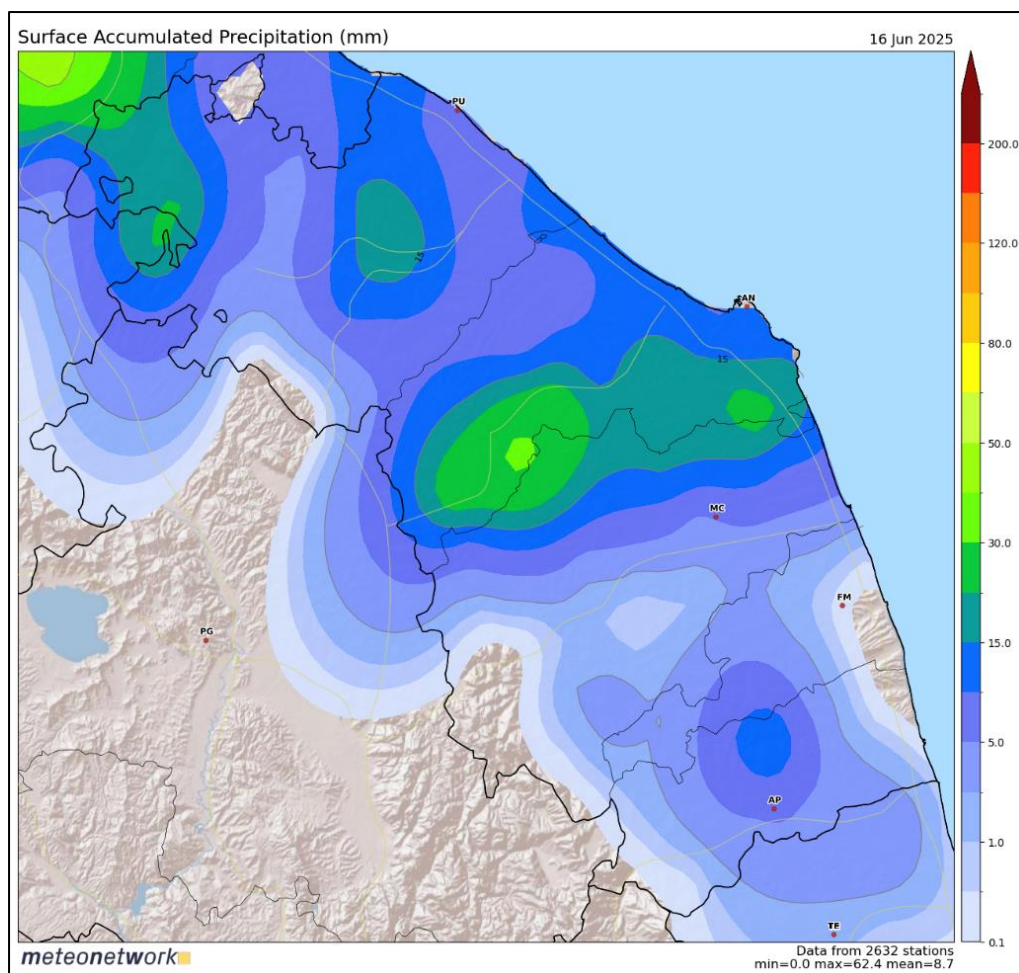 Surface Accumulated Precipitation (mm)
16 Jun 2025
PU
15
AN
15
MC
FM
PG
AP
TE
200.0
120.0
80.0
50.0
30.0
15.0
5.0
1.0
0.1
meteonetwork
Data from 2632 stations
min=0.0 max=62.4 mean=8.7